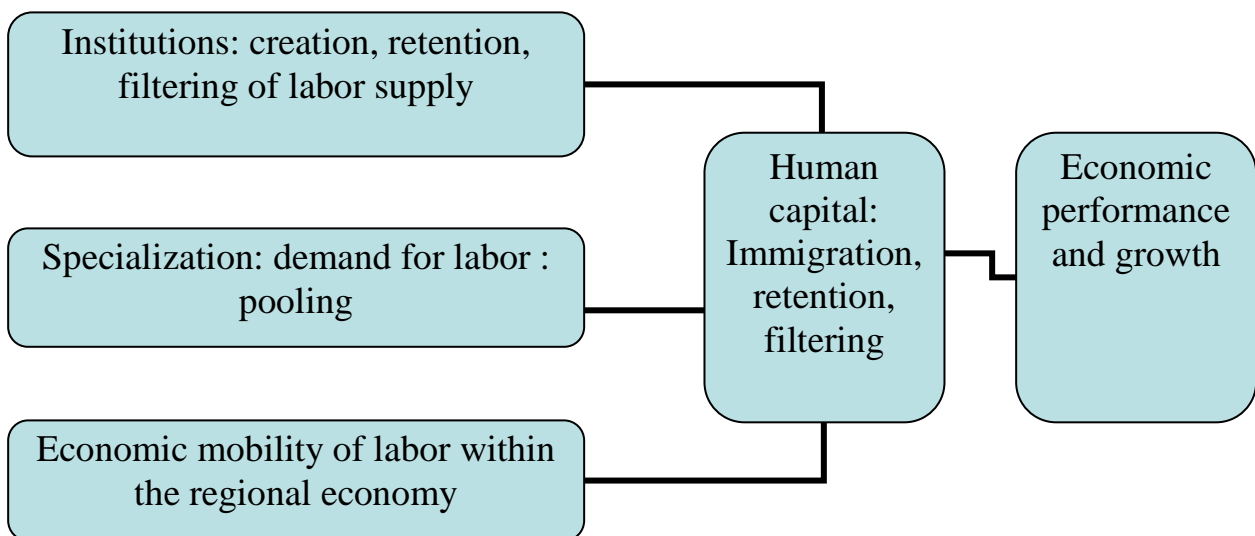 Institutions: creation, retention,
filtering of labor supply
Specialization: demand for labor :
pooling
Economic mobility of labor within
the regional economy
Human
capital:
Immigration,
retention,
filtering
Economic
performance
and growth